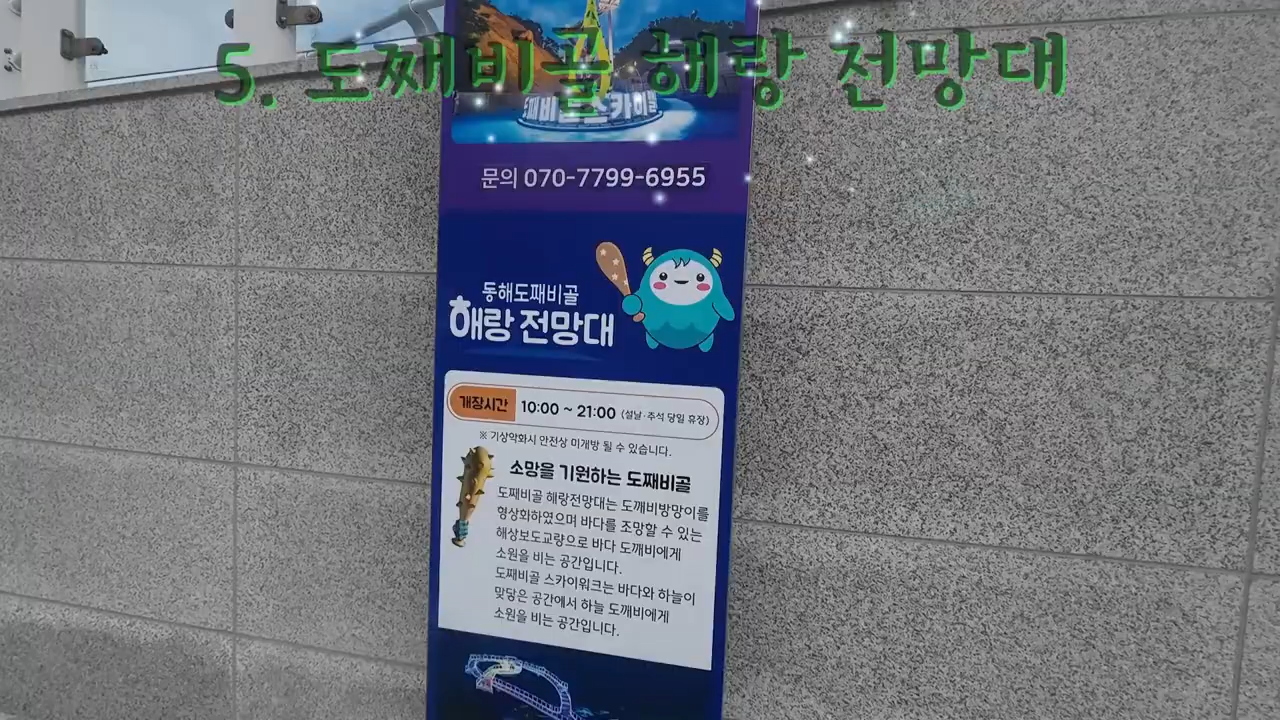 5. 도째비골 해랑 전망대
째비골 스카이밸
문의 070-7799-6955
동해도째비골
해랑 전망대
개장시간 10:00 ~ 21:00 (설날·추석 당일 휴장)
※ 기상악화시 안전상 미개방 될 수 있습니다.
소망을 기원하는 도째비골
도째비골 해랑전망대는 도깨비방망이를
형상화하였으며 바다를 조망할 수 있는
해상보도교량으로 바다 도깨비에게
소원을 비는 공간입니다.
도째비골 스카이워크는 바다와 하늘이
맞닿은 공간에서 하늘 도깨비에게
소원을 비는 공간입니다.